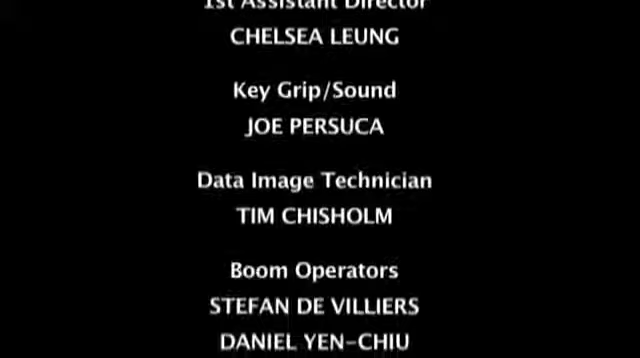 1st Assistant Director
CHELSEA LEUNG
Key Grip/Sound
JOE PERSUCA
Data Image Technician
TIM CHISHOLM
Boom Operators
STEFAN DE VILLIERS
DANIEL YEN-CHIU